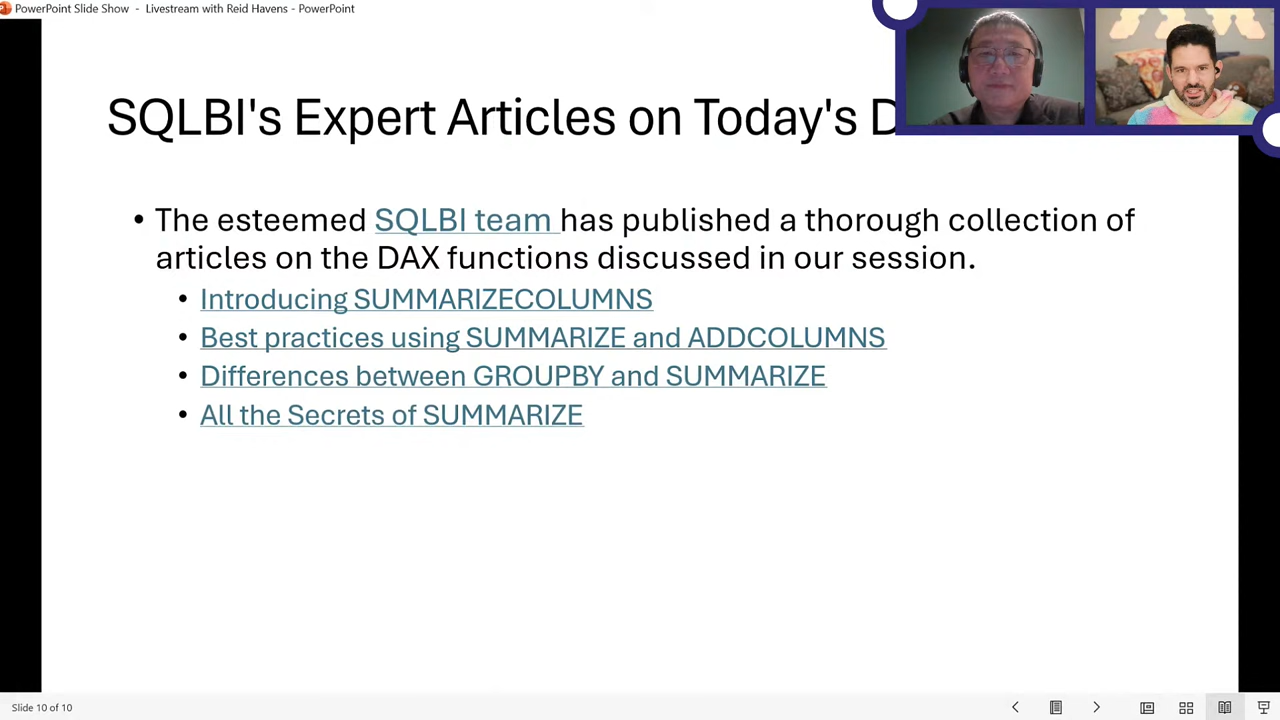 PowerPoint Slide Show - Livestream with Reid Havens - PowerPoint
SQLBI's Expert Articles on Today's
• The esteemed SQLBI team has published a thorough collection of
articles on the DAX functions discussed in our session.
• Introducing SUMMARIZECOLUMNS
• Best practices using SUMMARIZE and ADDCOLUMNS
• Differences between GROUPBY and SUMMARIZE
• All the Secrets of SUMMARIZE
Slide 10 of 10